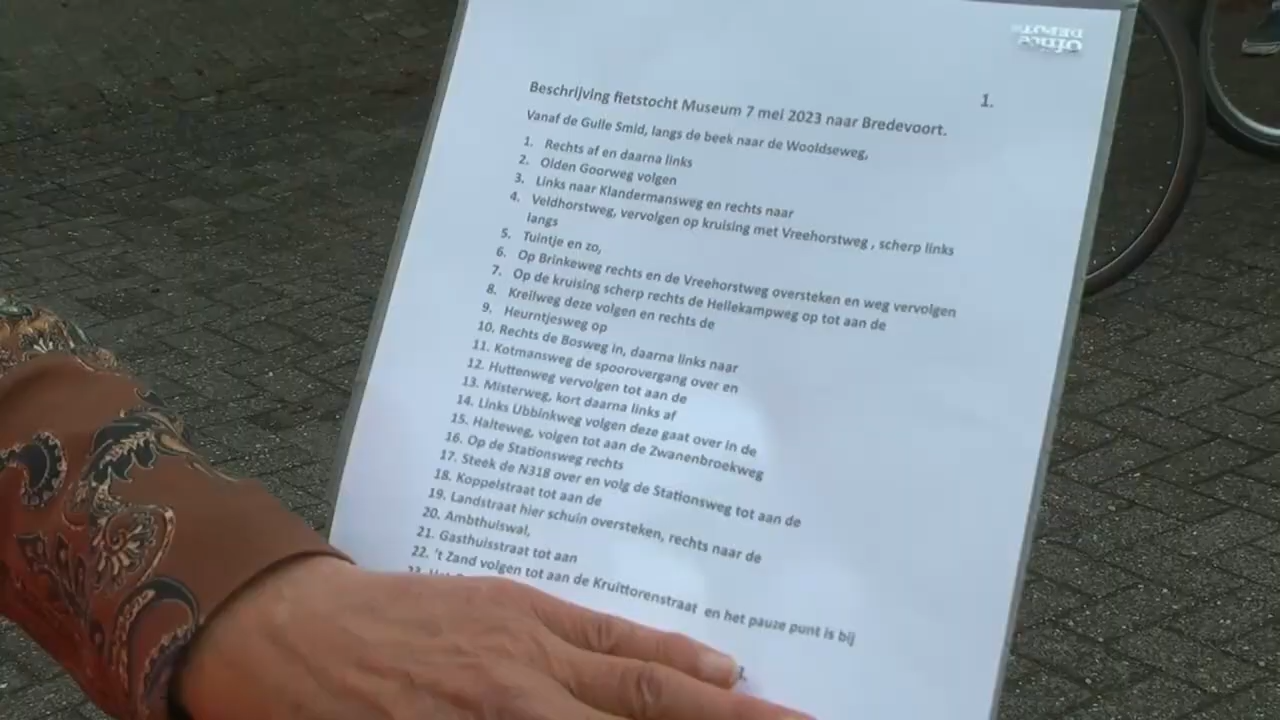 Office
DEPOT
1.
Beschrijving fietstocht Museum 7 mei 2023 naar Bredevoort.
Vanaf de Gulle Smid, langs de beek naar de Wooldseweg,
1. Rechts af en daarna links
2. Olden Goorweg volgen
3. Links naar Klandermansweg en rechts naar
4. Veldhorstweg, vervolgen op kruising met Vreehorstweg , scherp links
langs
5. Tuintje en zo,
6. Op Brinkeweg rechts en de Vreehorstweg oversteken en weg vervolgen
7. Op de kruising scherp rechts de Hellekampweg op tot aan de
8. Kreilweg deze volgen en rechts de
9. Heurntjesweg op
10. Rechts de Bosweg in, daarna links naar
11. Kotmansweg de spoorovergang over en
12. Huttenweg vervolgen tot aan de
13. Misterweg, kort daarna links af
14. Links Ubbinkweg volgen deze gaat over in de
15. Halteweg, volgen tot aan de Zwanenbroekweg
16. Op de Stationsweg rechts
17. Steek de N318 over en volg de Stationsweg tot aan de
18. Koppelstraat tot aan de
19. Landstraat hier schuin oversteken, rechts naar de
20. Ambthuiswal,
21. Gasthuisstraat tot aan
22. 't Zand volgen tot aan de Kruittorenstraat en het pauze punt is bij